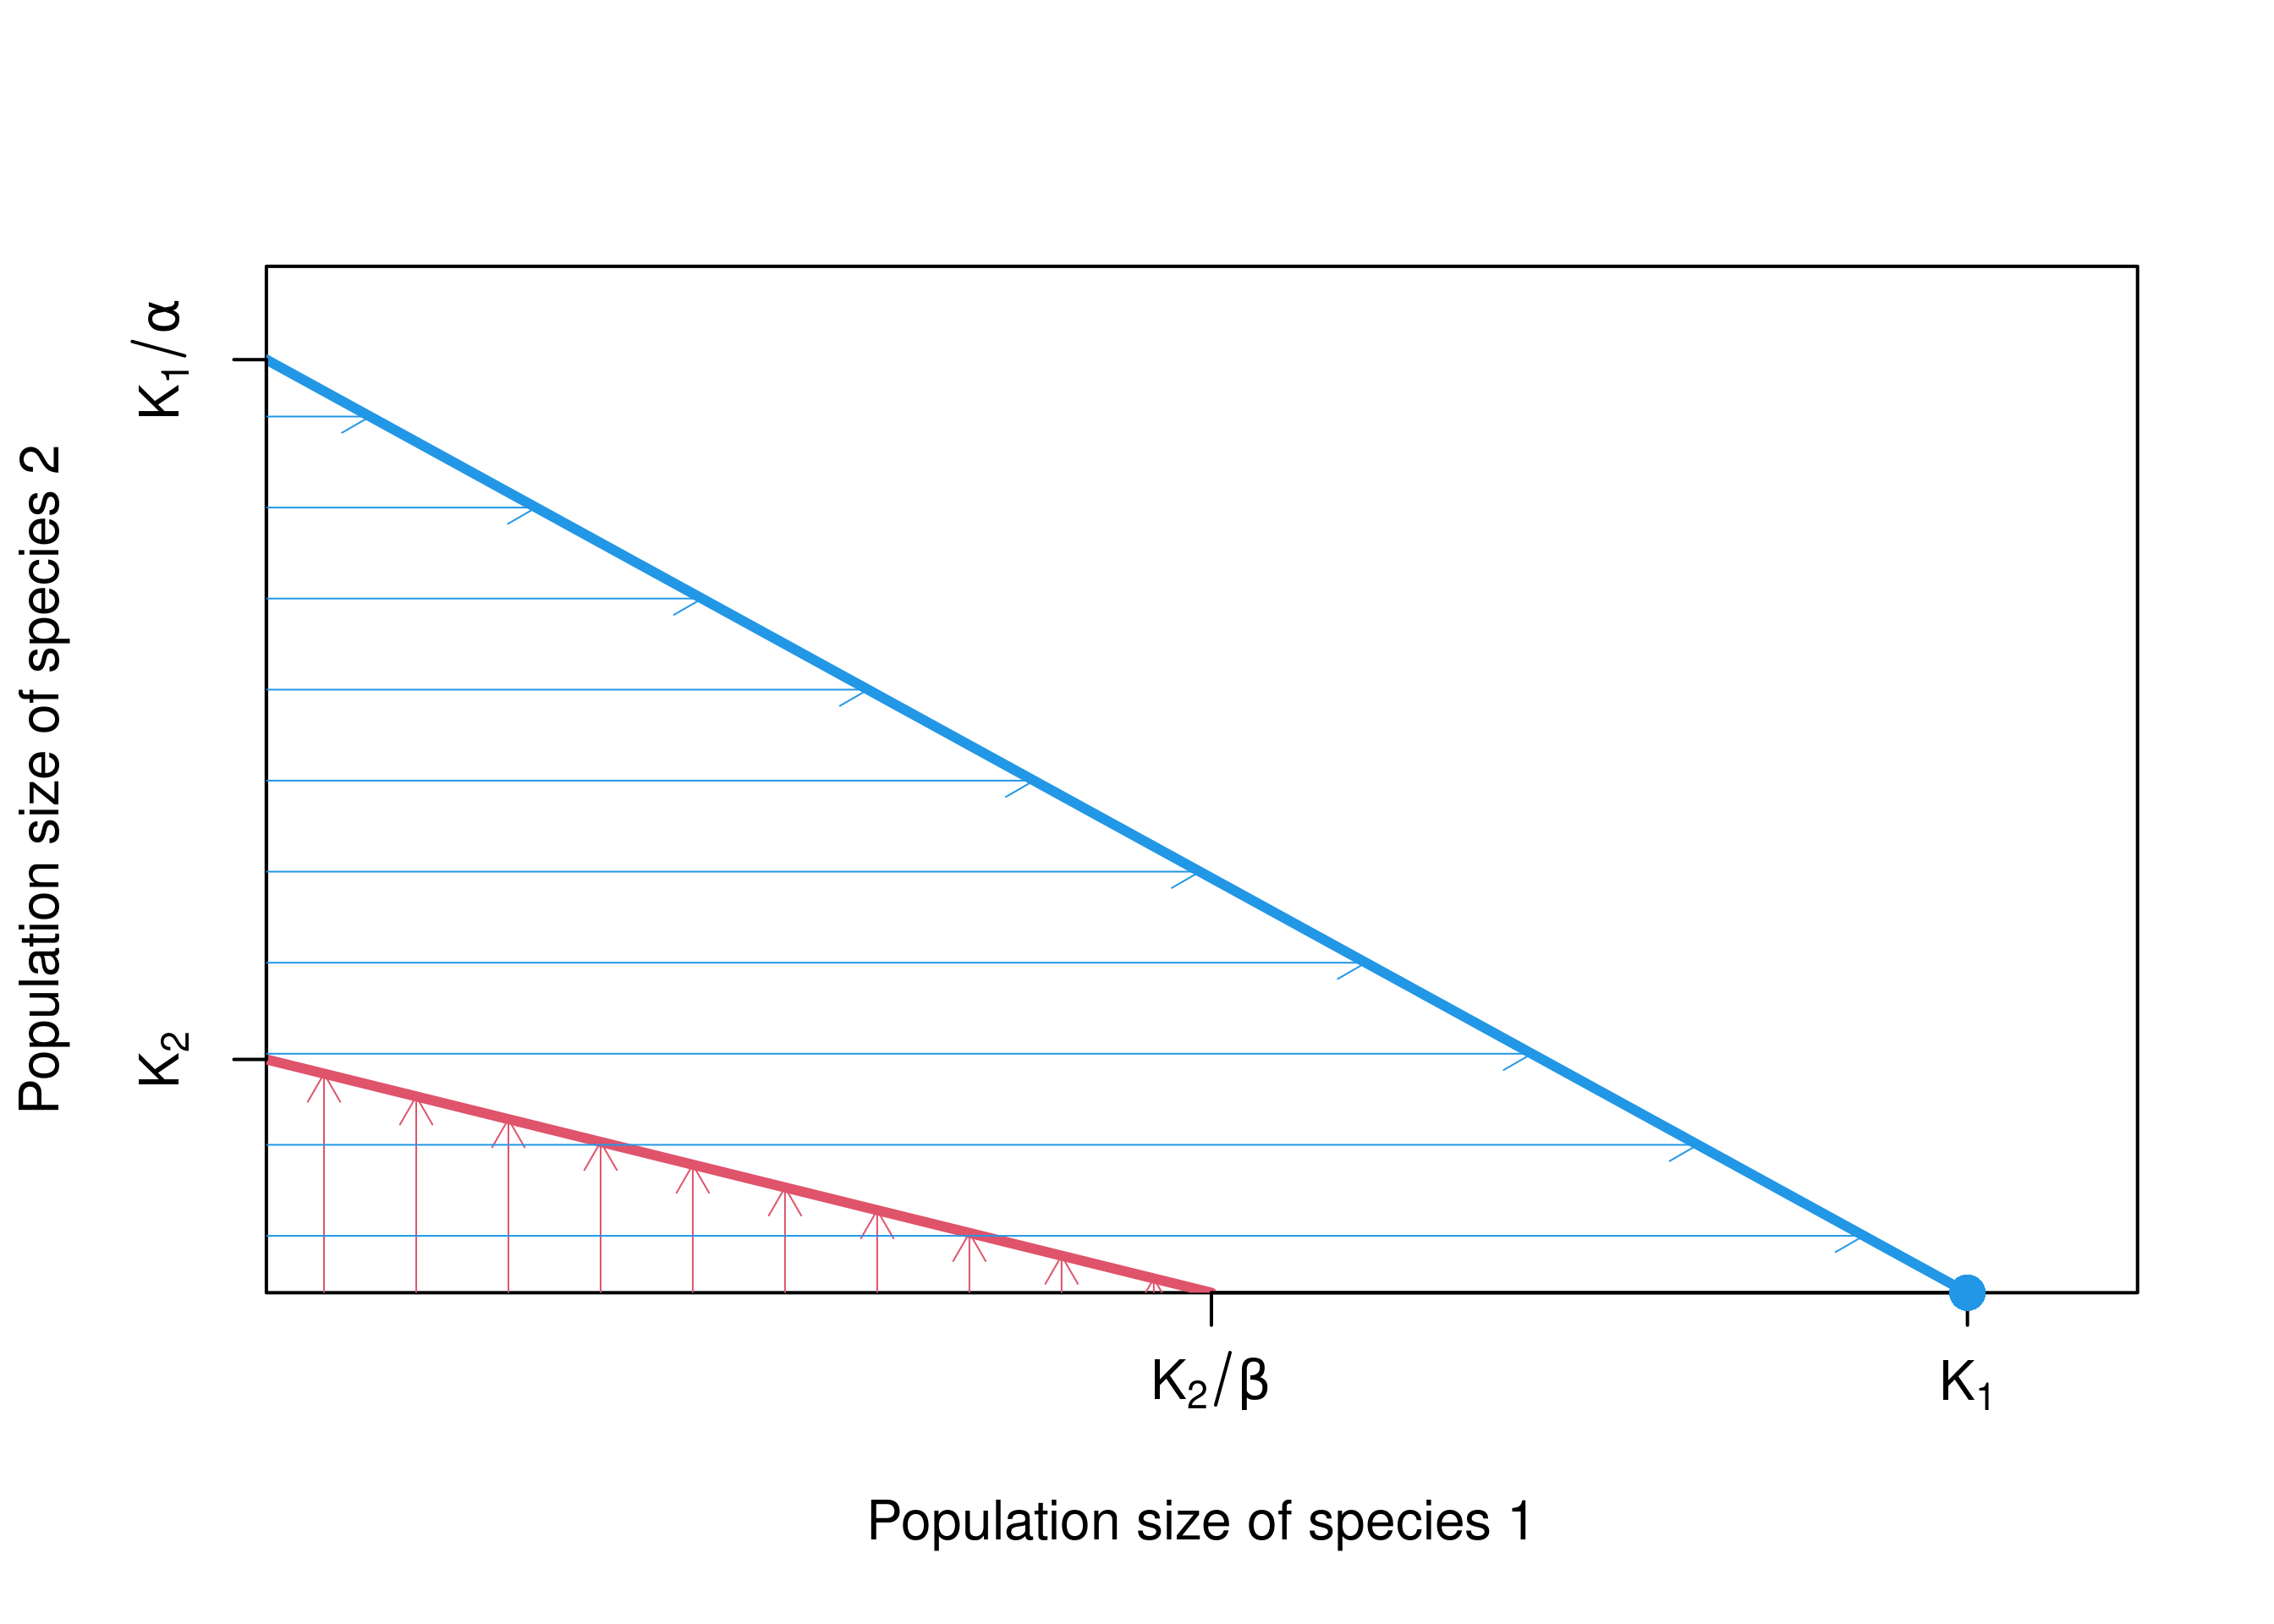 Population size of species 2
K₁/α
K₂
K₂/β
K₁
Population size of species 1